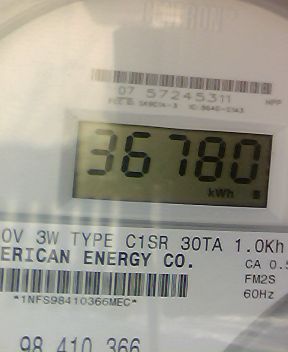 07 57245311
HPP
36780
kWh
0V 3W TYPE C1SR 30TA 1.0Kh
ERICAN ENERGY CO.
CA 0.5
FM2S
60Hz
*1NFS98410366MEC*
98 410 366